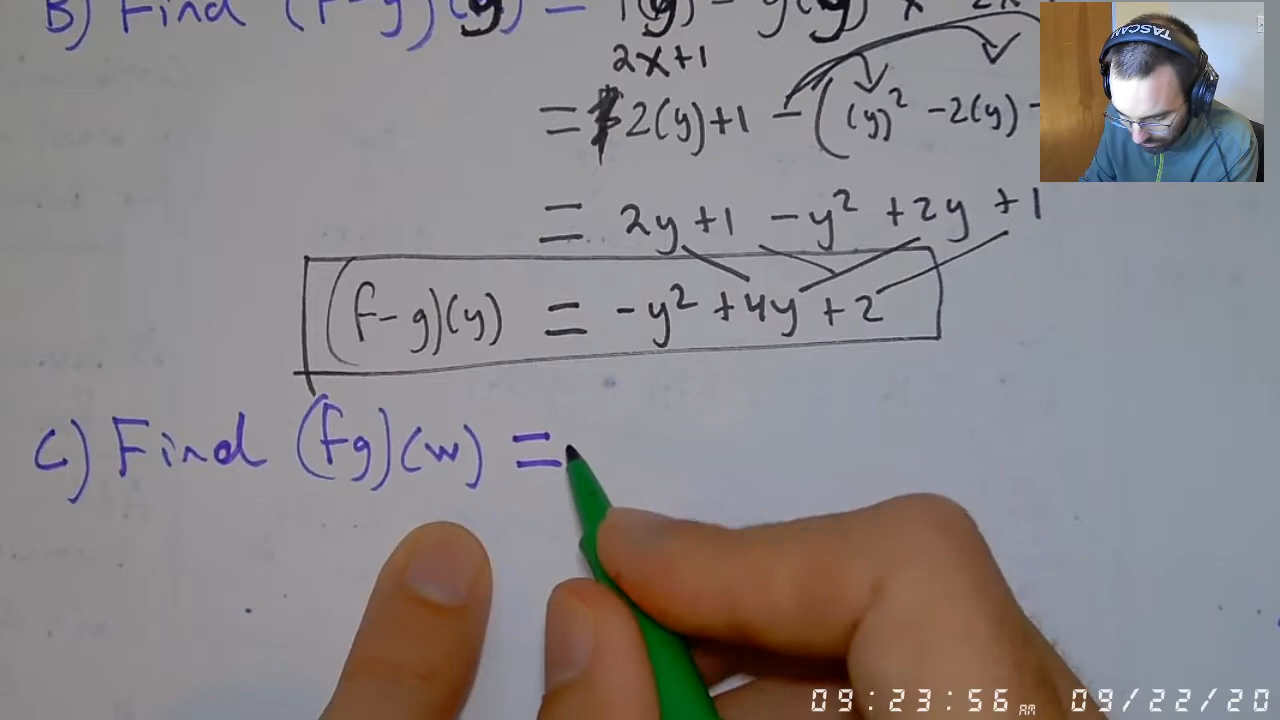 B) Find (f-g)(y) = f(y) - g(y) x
2x+1
= 2(y)+1 - ((y)² -2(y) -
= 2y+1 -y² +2y +1
(f-g)(y) = -y² +4y +2
C) Find (fg)(w) =
TASCAM
09:23:56 AM 09/22/20